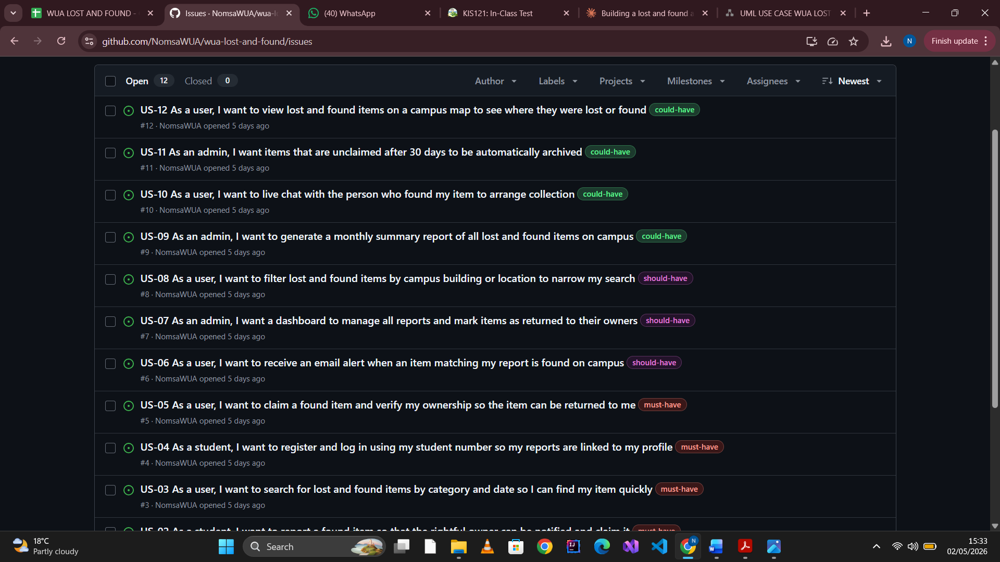 WUA LOST AND FOUND -
Issues · NomsaWUA/wua-l
(40) WhatsApp
KIS121: In-Class Test
Building a lost and found a
UML USE CASE WUA LOST
github.com/NomsaWUA/wua-lost-and-found/issues
N
Finish update
Open 12 Closed 0 Author Labels Projects Milestones Assignees Newest
US-12 As a user, I want to view lost and found items on a campus map to see where they were lost or found could-have
#12 · NomsaWUA opened 5 days ago
US-11 As an admin, I want items that are unclaimed after 30 days to be automatically archived could-have
#11 · NomsaWUA opened 5 days ago
US-10 As a user, I want to live chat with the person who found my item to arrange collection could-have
#10 · NomsaWUA opened 5 days ago
US-09 As an admin, I want to generate a monthly summary report of all lost and found items on campus could-have
#9 · NomsaWUA opened 5 days ago
US-08 As a user, I want to filter lost and found items by campus building or location to narrow my search should-have
#8 · NomsaWUA opened 5 days ago
US-07 As an admin, I want a dashboard to manage all reports and mark items as returned to their owners should-have
#7 · NomsaWUA opened 5 days ago
US-06 As a user, I want to receive an email alert when an item matching my report is found on campus should-have
#6 · NomsaWUA opened 5 days ago
US-05 As a user, I want to claim a found item and verify my ownership so the item can be returned to me must-have
#5 · NomsaWUA opened 5 days ago
US-04 As a student, I want to register and log in using my student number so my reports are linked to my profile must-have
#4 · NomsaWUA opened 5 days ago
US-03 As a user, I want to search for lost and found items by category and date so I can find my item quickly must-have
#3 · NomsaWUA opened 5 days ago
US-02 As a student, I want to report a found item so that the rightful owner can be notified and claim it must-have
18°C
Partly cloudy
Search
15:33
02/05/2026